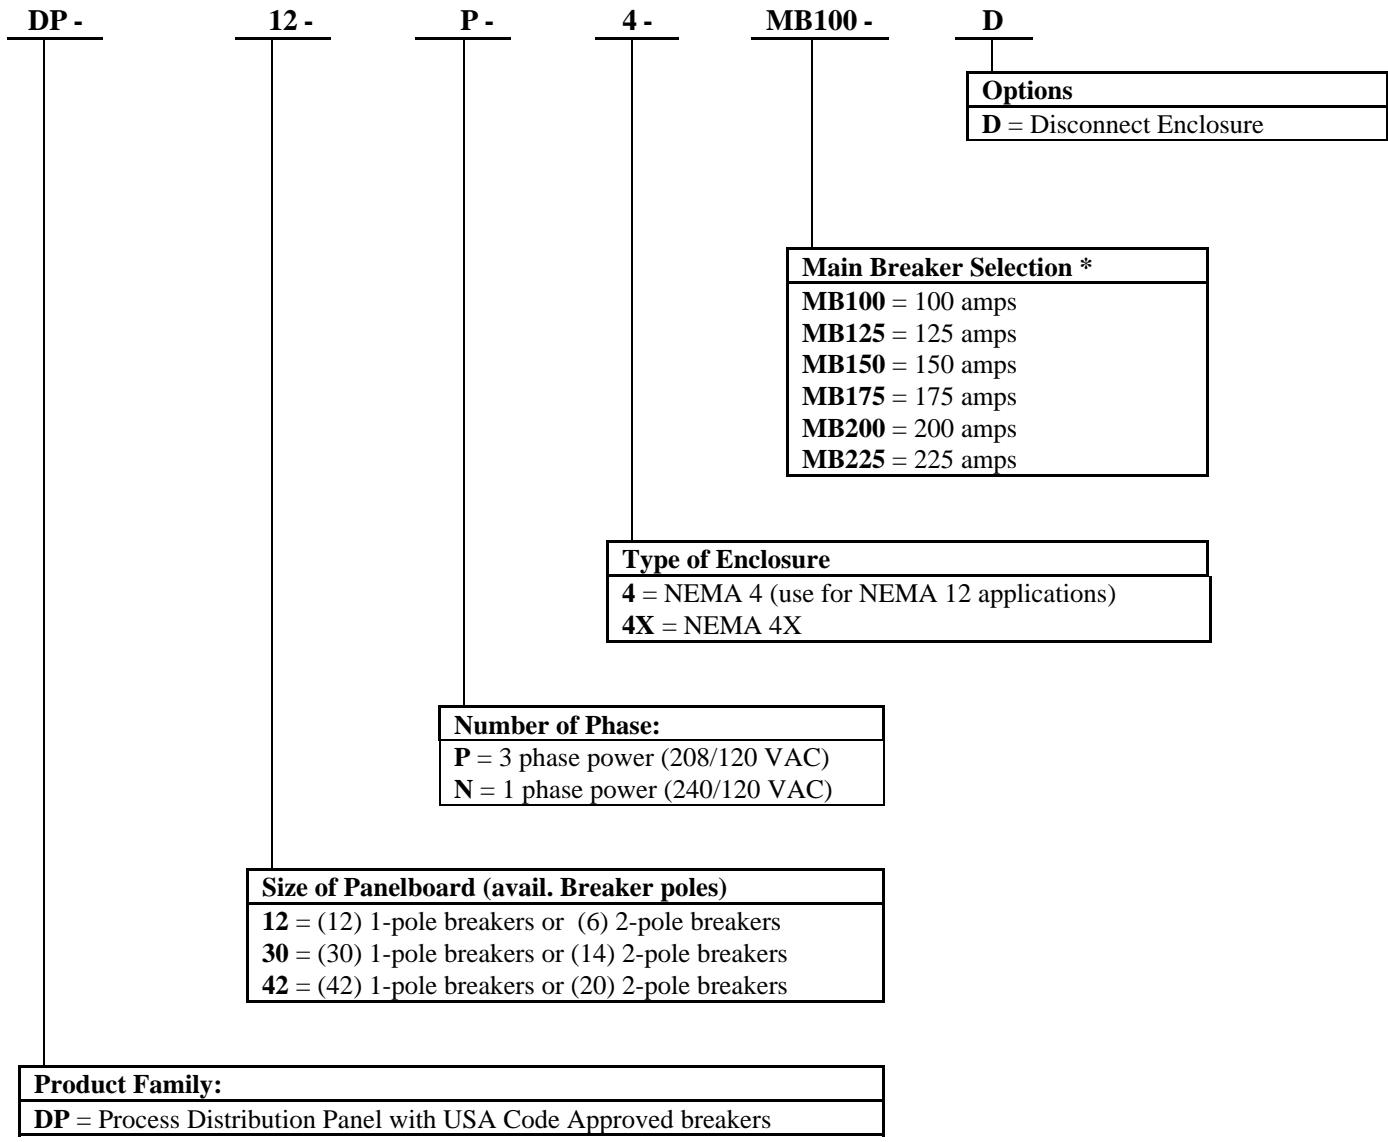 DP - 12 - P - 4 - MB100 - D
Options
D = Disconnect Enclosure
Main Breaker Selection *
MB100 = 100 amps
MB125 = 125 amps
MB150 = 150 amps
MB175 = 175 amps
MB200 = 200 amps
MB225 = 225 amps
Type of Enclosure
4 = NEMA 4 (use for NEMA 12 applications)
4X = NEMA 4X
Number of Phase:
P = 3 phase power (208/120 VAC)
N = 1 phase power (240/120 VAC)
Size of Panelboard (avail. Breaker poles)
12 = (12) 1-pole breakers or (6) 2-pole breakers
30 = (30) 1-pole breakers or (14) 2-pole breakers
42 = (42) 1-pole breakers or (20) 2-pole breakers
Product Family:
DP = Process Distribution Panel with USA Code Approved breakers